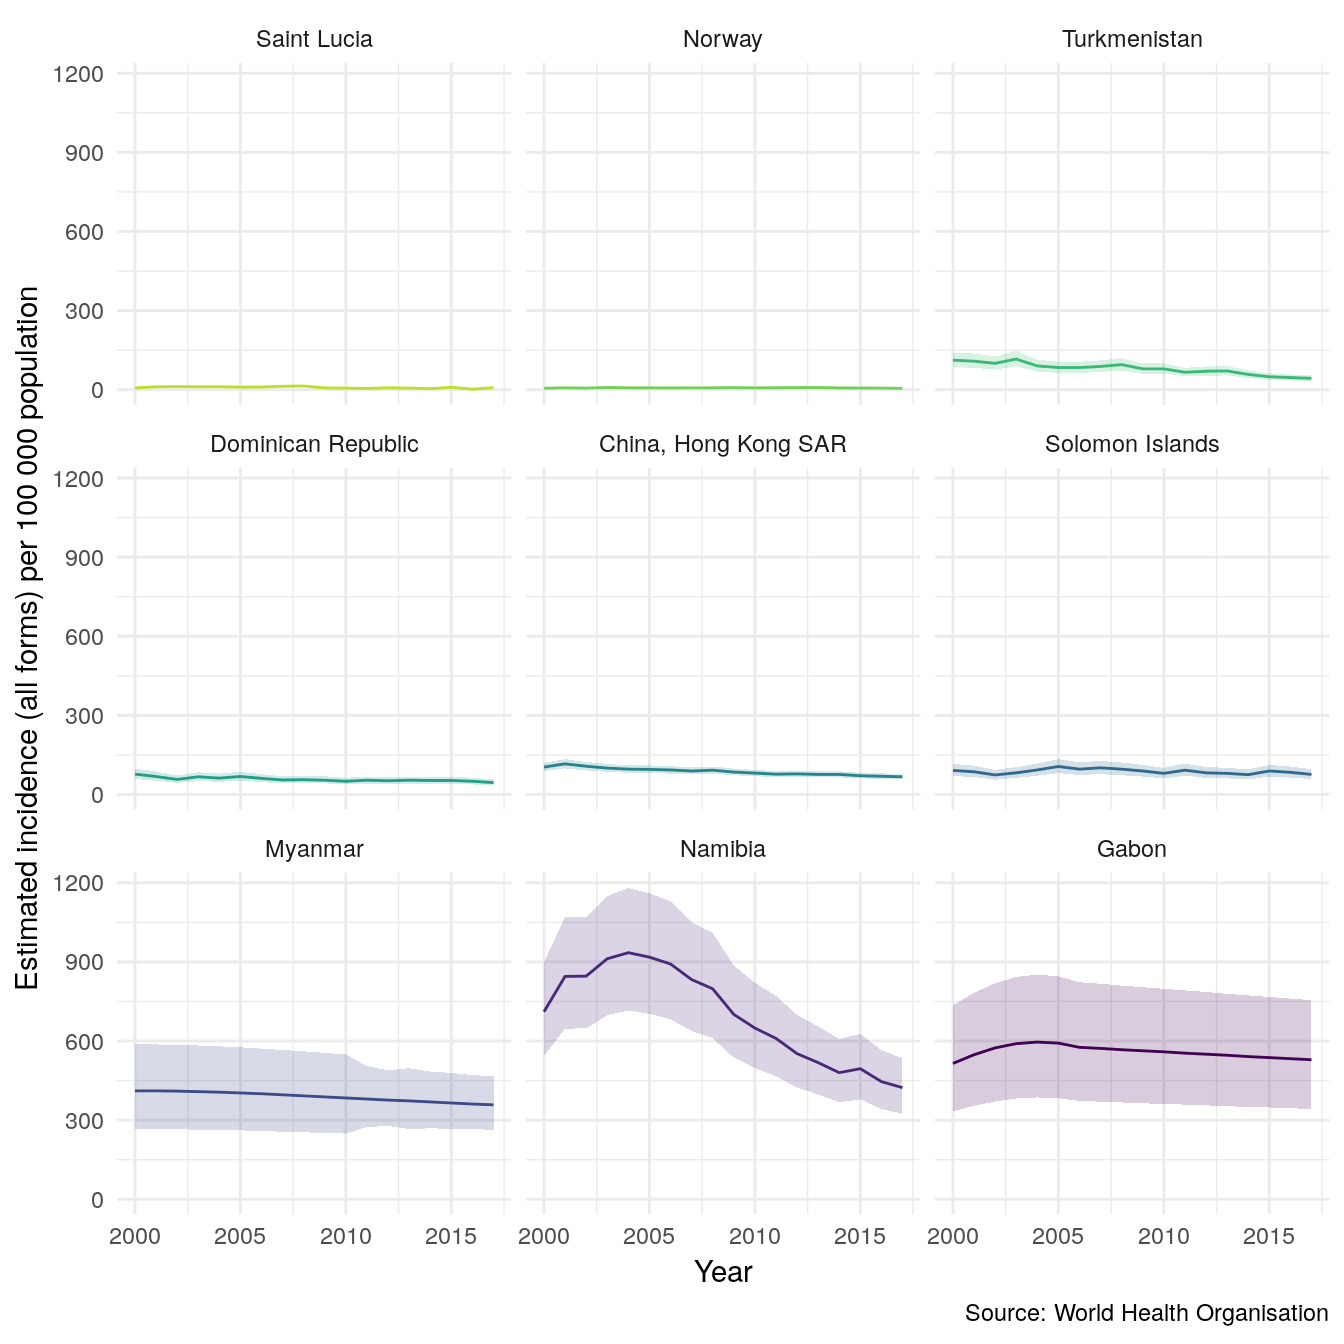 Saint Lucia
Norway
Turkmenistan
1200
900
600
300
0
Dominican Republic
China, Hong Kong SAR
Solomon Islands
1200
900
600
300
0
Myanmar
Namibia
Gabon
1200
900
600
300
0
2000 2005 2010 2015
2000 2005 2010 2015
2000 2005 2010 2015
Estimated incidence (all forms) per 100 000 population
Year
Source: World Health Organisation